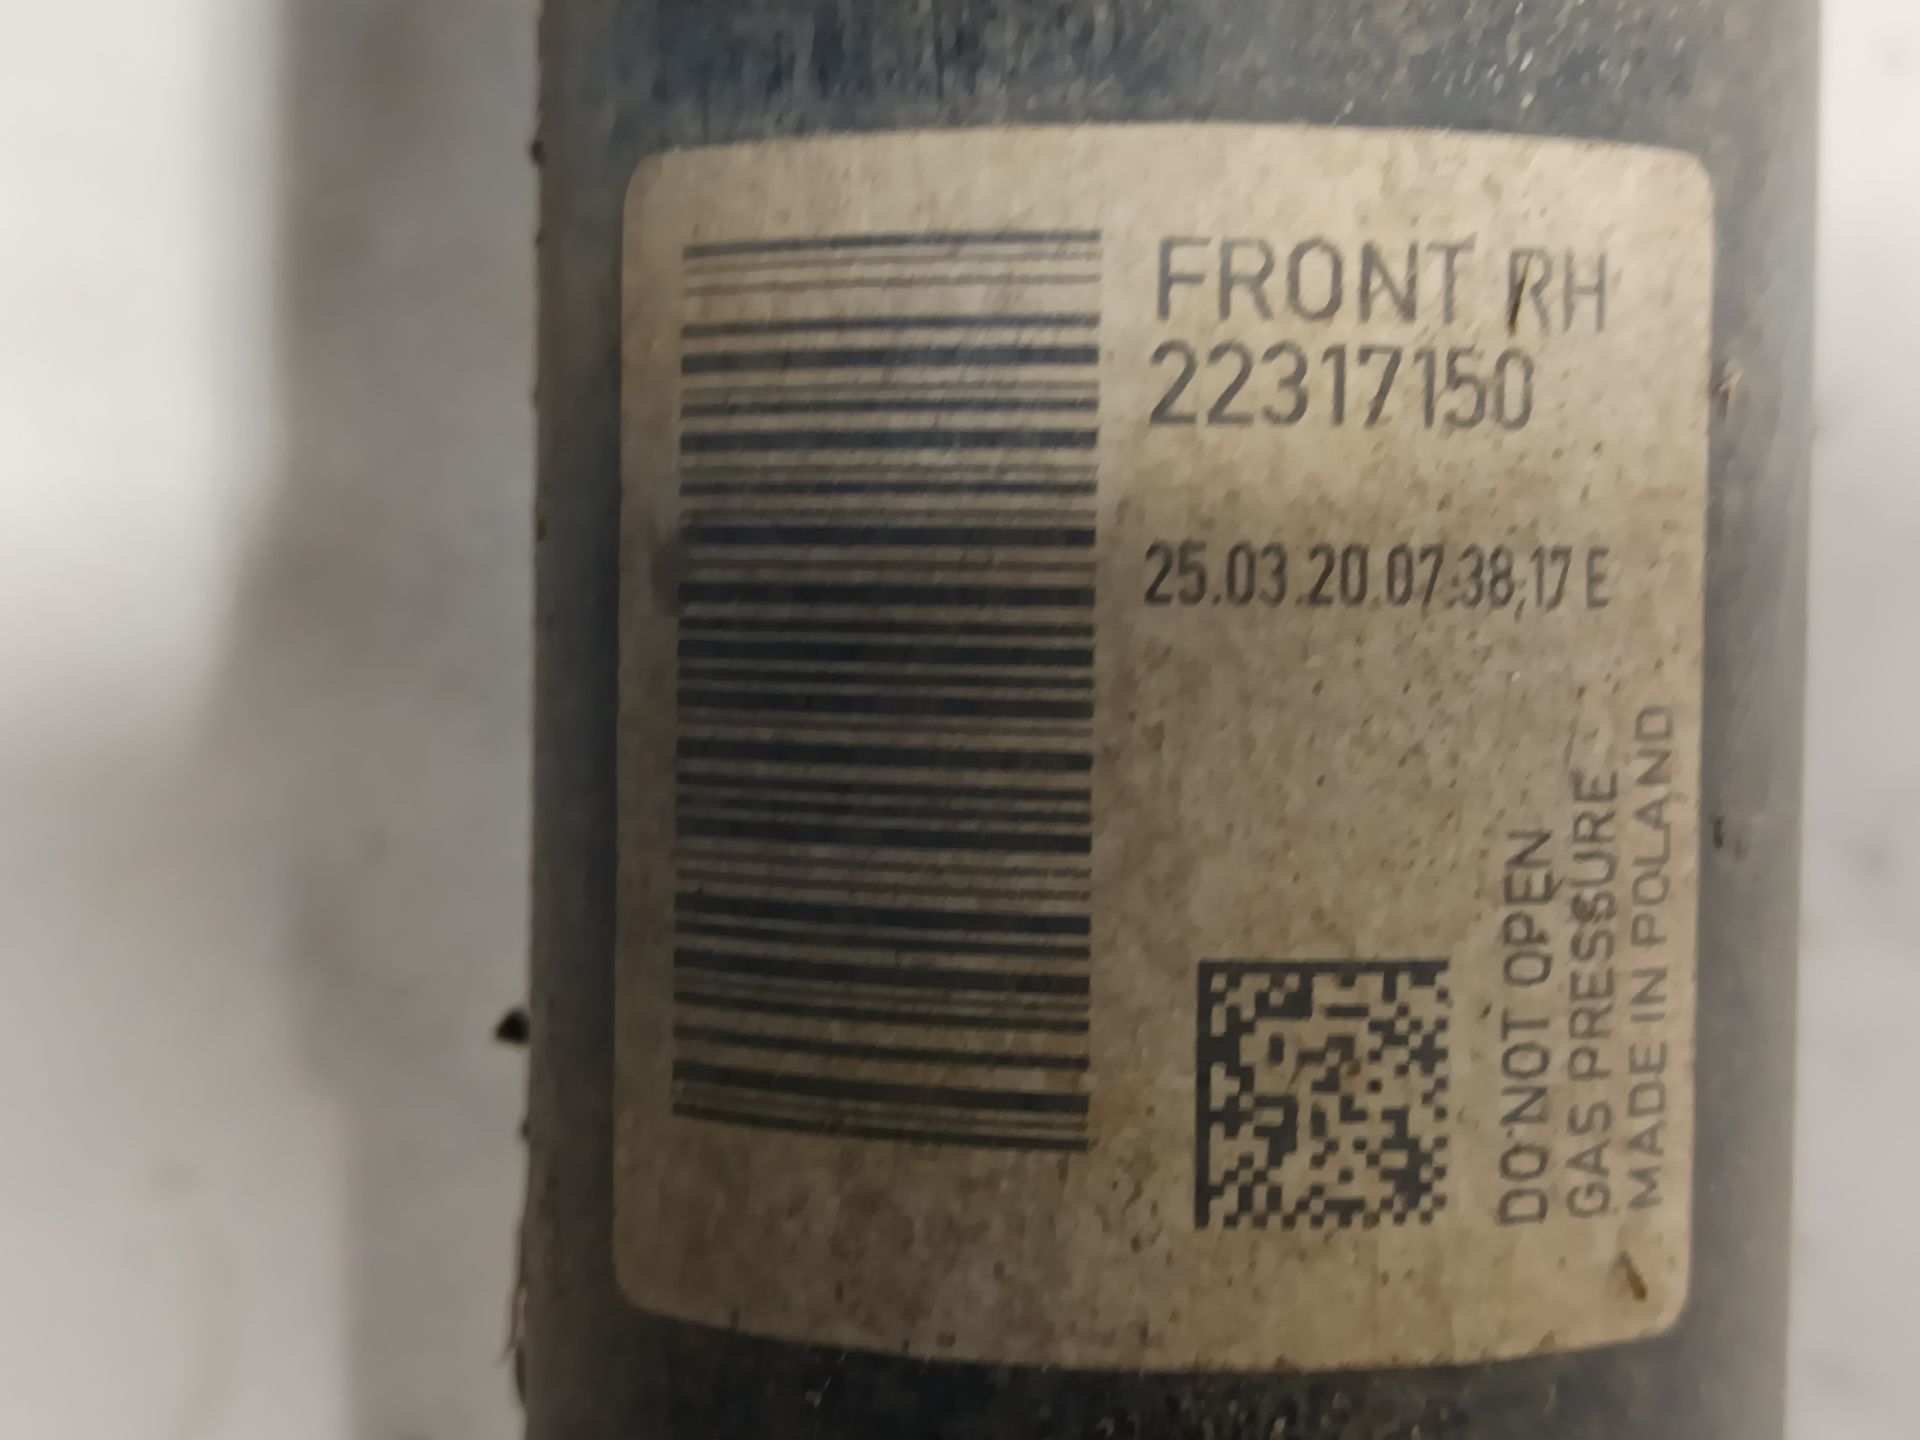 FRONT RH
22317150
25.03.20 07:38:17 E
DO NOT OPEN
GAS PRESSURE
MADE IN POLAND